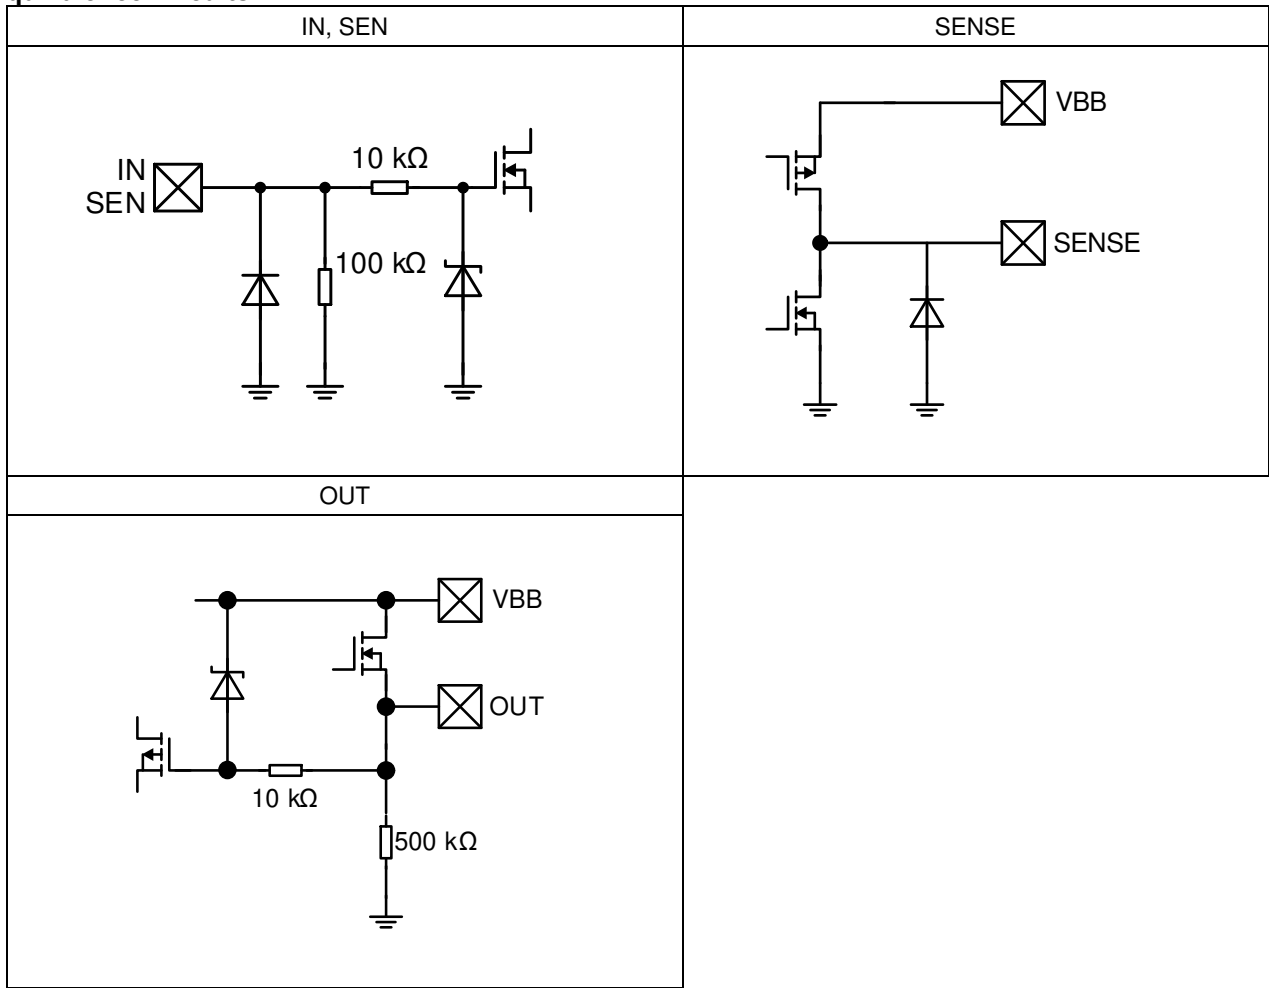 IN, SEN
SENSE
IN
SEN
10 kΩ
100 kΩ
VBB
SENSE
OUT
VBB
OUT
10 kΩ
500 kΩ